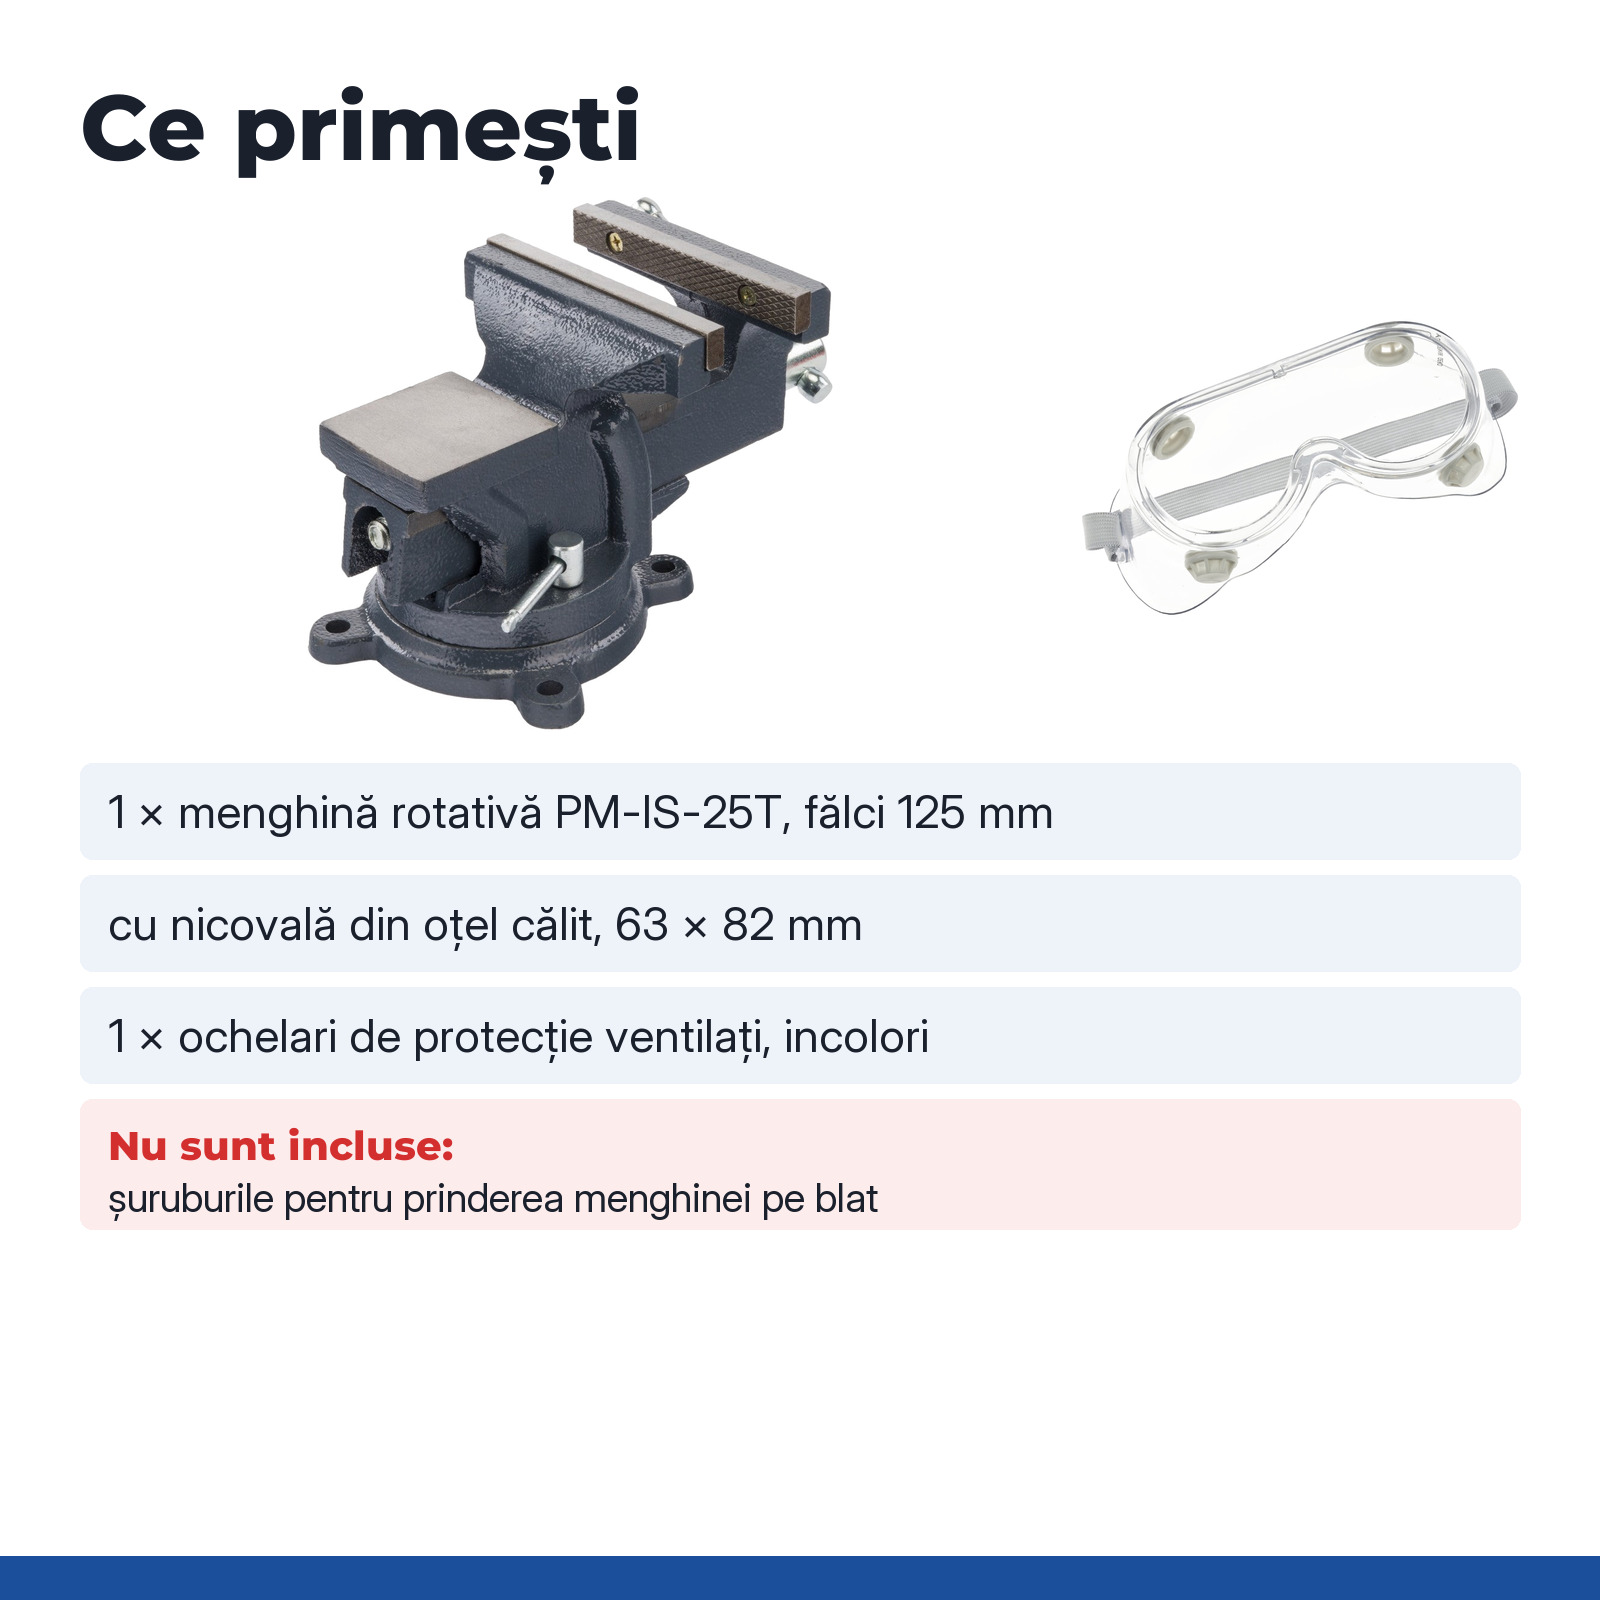 Ce primești
1 × menghină rotativă PM-IS-25T, fălci 125 mm
cu nicovală din oțel călit, 63 × 82 mm
1 × ochelari de protecție ventilați, incolori
Nu sunt incluse:
șuruburile pentru prinderea menghinei pe blat